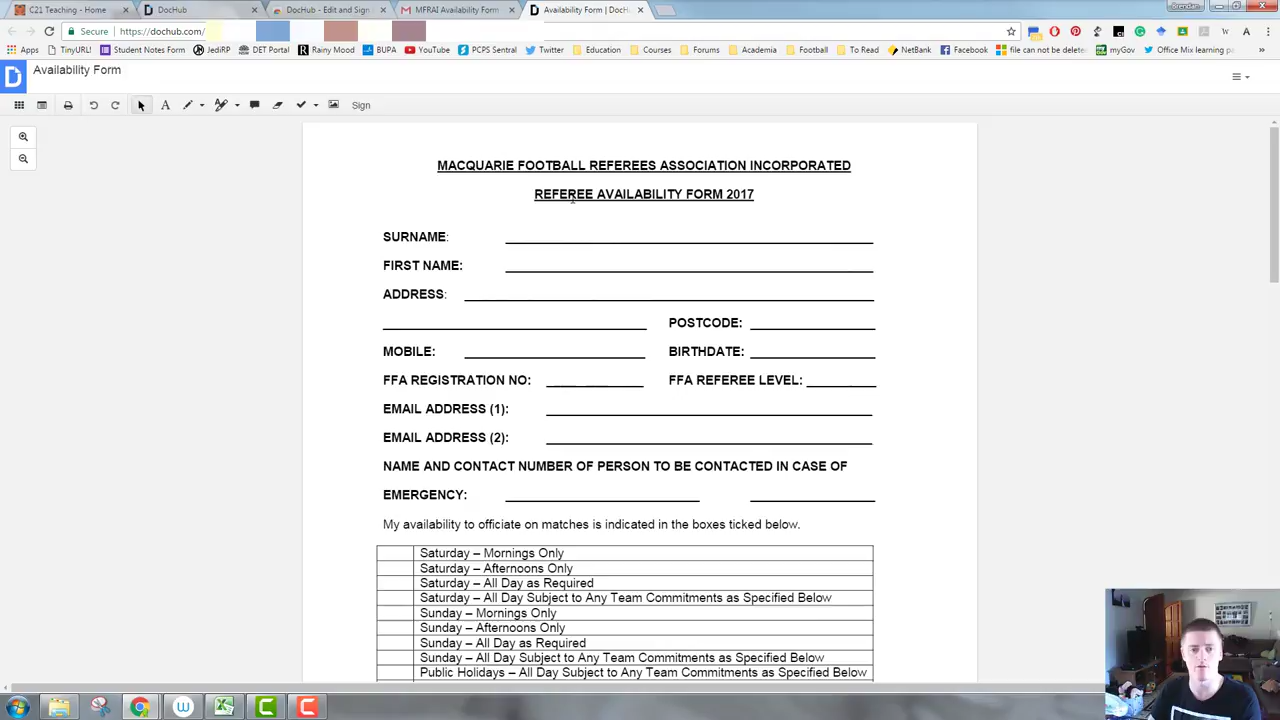 C21 Teaching - Home
DocHub
DocHub - Edit and Sign
MFRAI Availability Form
Availability Form | Doc
Brendan
Secure
https://dochub.com/
Apps
TinyURL!
Student Notes Form
JediRP
DET Portal
Rainy Mood
BUPA
YouTube
PCPS Sentral
Twitter
Education
Courses
Forums
Academia
Football
To Read
NetBank
Facebook
file can not be delete
myGov
Office Mix learning p
Availability Form
Sign
MACQUARIE FOOTBALL REFEREES ASSOCIATION INCORPORATED
REFEREE AVAILABILITY FORM 2017
SURNAME:
FIRST NAME:
ADDRESS:
POSTCODE:
MOBILE: BIRTHDATE:
FFA REGISTRATION NO: FFA REFEREE LEVEL:
EMAIL ADDRESS (1):
EMAIL ADDRESS (2):
NAME AND CONTACT NUMBER OF PERSON TO BE CONTACTED IN CASE OF
EMERGENCY:
My availability to officiate on matches is indicated in the boxes ticked below.
Saturday – Mornings Only
Saturday – Afternoons Only
Saturday – All Day as Required
Saturday – All Day Subject to Any Team Commitments as Specified Below
Sunday – Mornings Only
Sunday – Afternoons Only
Sunday – All Day as Required
Sunday – All Day Subject to Any Team Commitments as Specified Below
Public Holidays – All Day Subject to Any Team Commitments as Specified Below